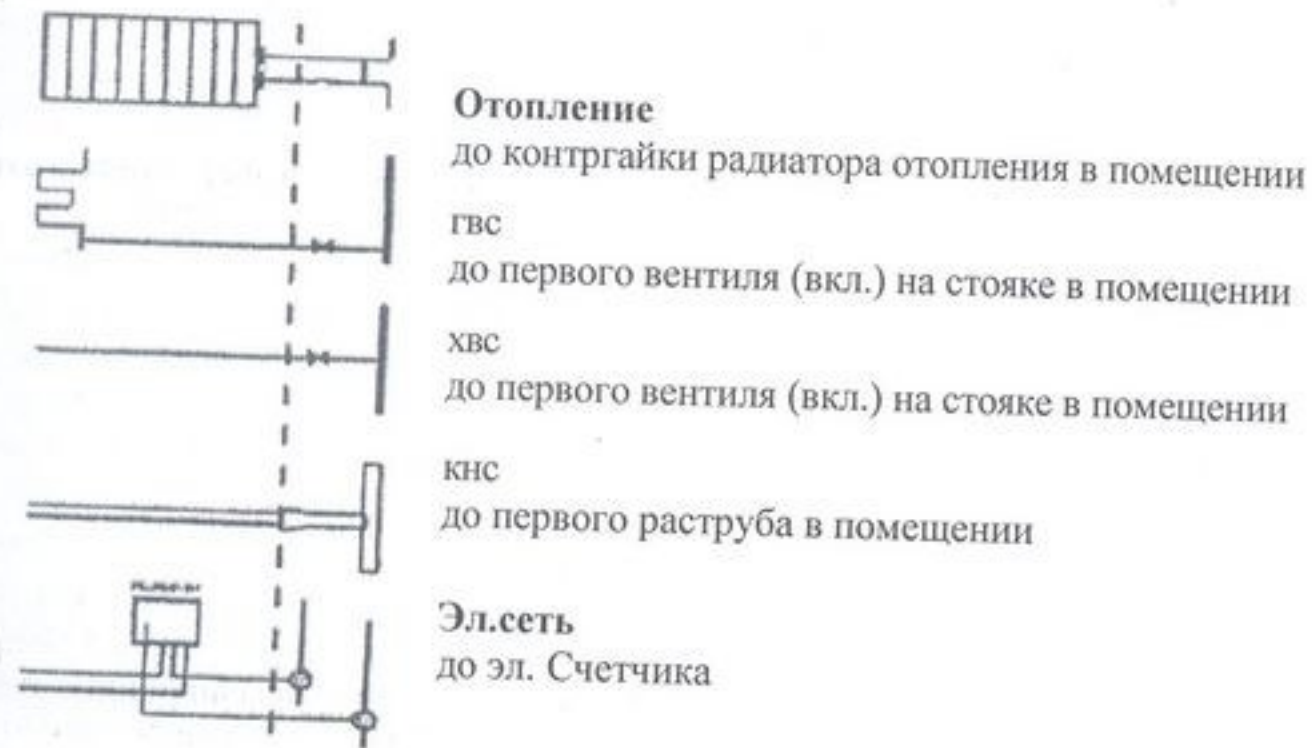 Отопление
до контргайки радиатора отопления в помещении
гвс
до первого вентиля (вкл.) на стояке в помещении
хвс
до первого вентиля (вкл.) на стояке в помещении
кнс
до первого раструба в помещении
Эл.сеть
до эл. Счетчика